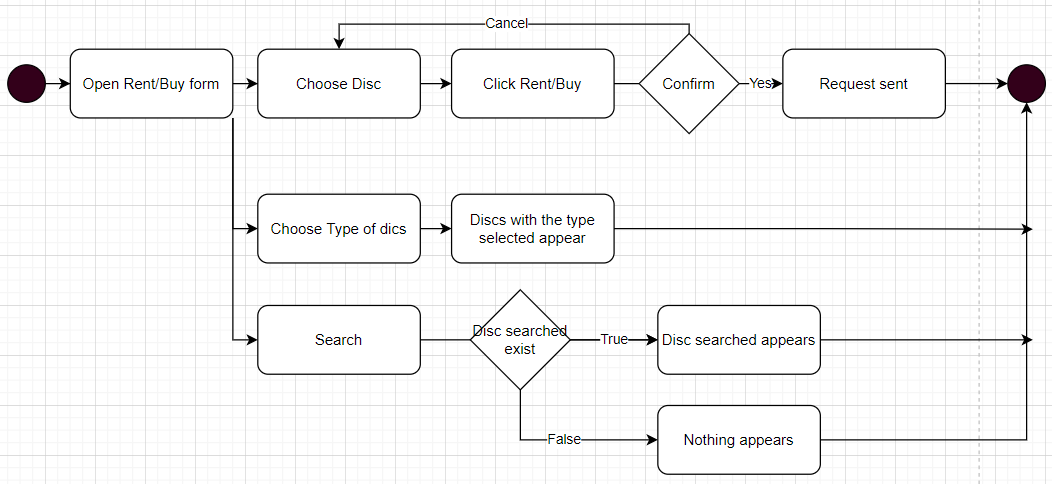 Cancel
Open Rent/Buy form
Choose Disc
Click Rent/Buy
Confirm
Yes
Request sent
Choose Type of dics
Discs with the type
selected appear
Search
Disc searched
exist
True
Disc searched appears
False
Nothing appears